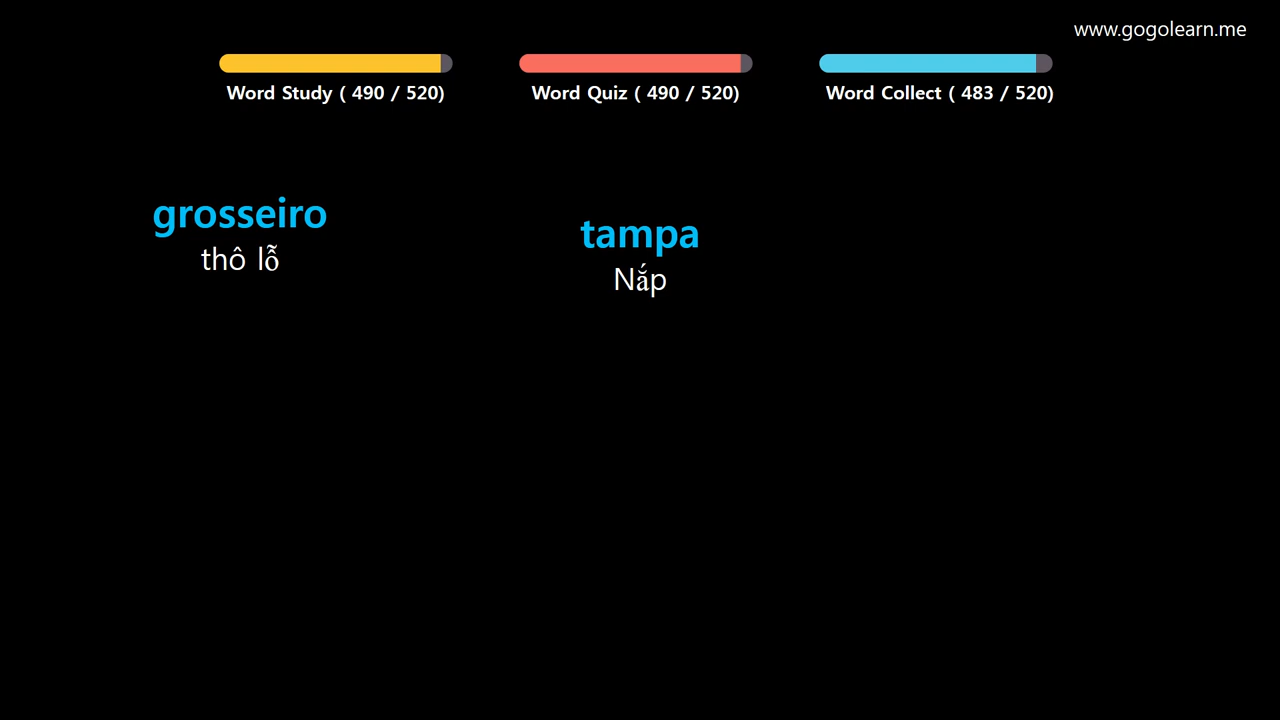 www.gogolearn.me
Word Study ( 490 / 520)
Word Quiz ( 490 / 520)
Word Collect ( 483 / 520)
grosseiro
thô lỗ
tampa
Nắp